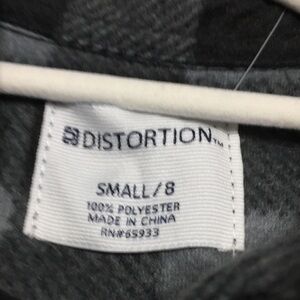 DISTORTION™
SMALL/8
100% POLYESTER
MADE IN CHINA
RN#65933